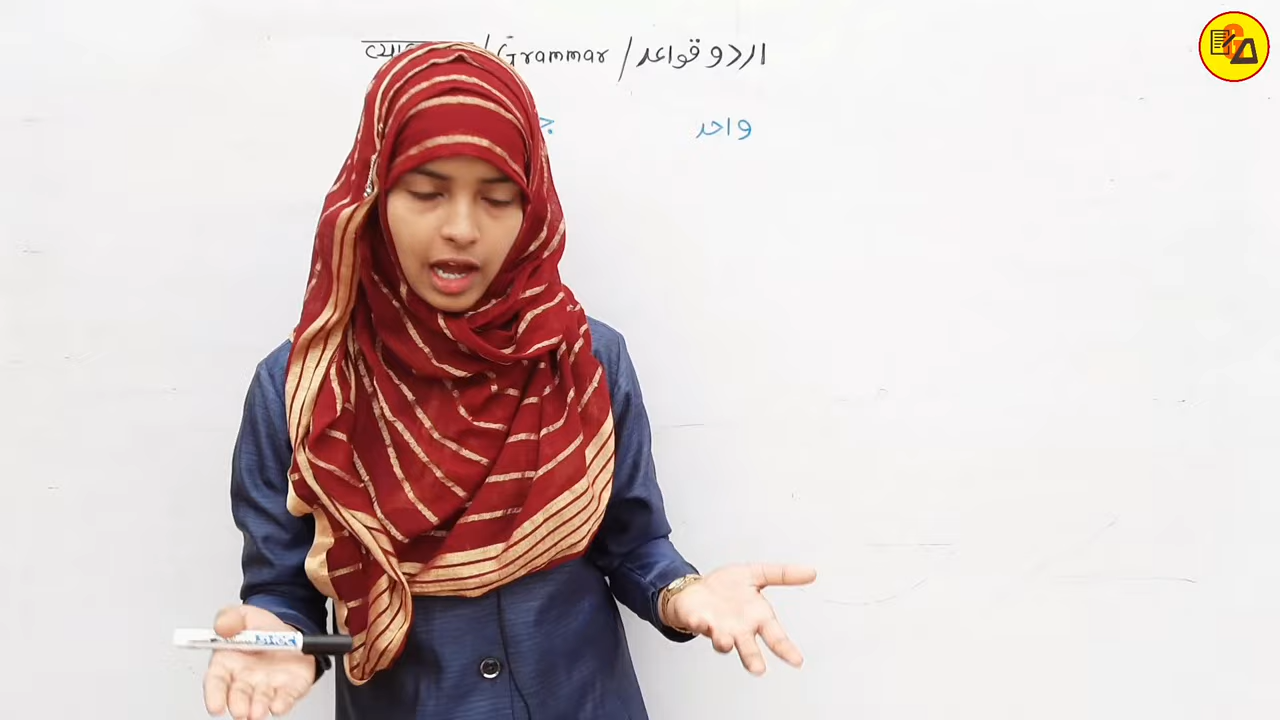 व्या / Grammar / اردو قواعد
واحد ج